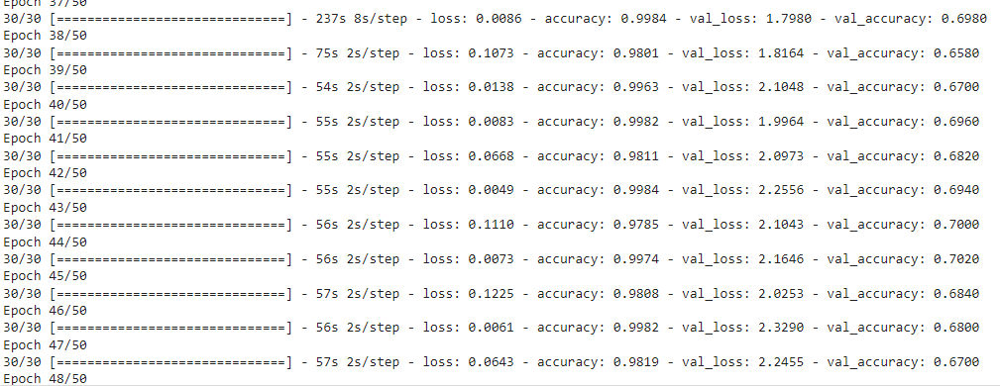 Epoch 37/50
30/30 [==============================] - 237s 8s/step - loss: 0.0086 - accuracy: 0.9984 - val_loss: 1.7980 - val_accuracy: 0.6980
Epoch 38/50
30/30 [==============================] - 75s 2s/step - loss: 0.1073 - accuracy: 0.9801 - val_loss: 1.8164 - val_accuracy: 0.6580
Epoch 39/50
30/30 [==============================] - 54s 2s/step - loss: 0.0138 - accuracy: 0.9963 - val_loss: 2.1048 - val_accuracy: 0.6700
Epoch 40/50
30/30 [==============================] - 55s 2s/step - loss: 0.0083 - accuracy: 0.9982 - val_loss: 1.9964 - val_accuracy: 0.6960
Epoch 41/50
30/30 [==============================] - 55s 2s/step - loss: 0.0668 - accuracy: 0.9811 - val_loss: 2.0973 - val_accuracy: 0.6820
Epoch 42/50
30/30 [==============================] - 55s 2s/step - loss: 0.0049 - accuracy: 0.9984 - val_loss: 2.2556 - val_accuracy: 0.6940
Epoch 43/50
30/30 [==============================] - 56s 2s/step - loss: 0.1110 - accuracy: 0.9785 - val_loss: 2.1043 - val_accuracy: 0.7000
Epoch 44/50
30/30 [==============================] - 56s 2s/step - loss: 0.0073 - accuracy: 0.9974 - val_loss: 2.1646 - val_accuracy: 0.7020
Epoch 45/50
30/30 [==============================] - 57s 2s/step - loss: 0.1225 - accuracy: 0.9808 - val_loss: 2.0253 - val_accuracy: 0.6840
Epoch 46/50
30/30 [==============================] - 56s 2s/step - loss: 0.0061 - accuracy: 0.9982 - val_loss: 2.3290 - val_accuracy: 0.6800
Epoch 47/50
30/30 [==============================] - 57s 2s/step - loss: 0.0643 - accuracy: 0.9819 - val_loss: 2.2455 - val_accuracy: 0.6700
Epoch 48/50